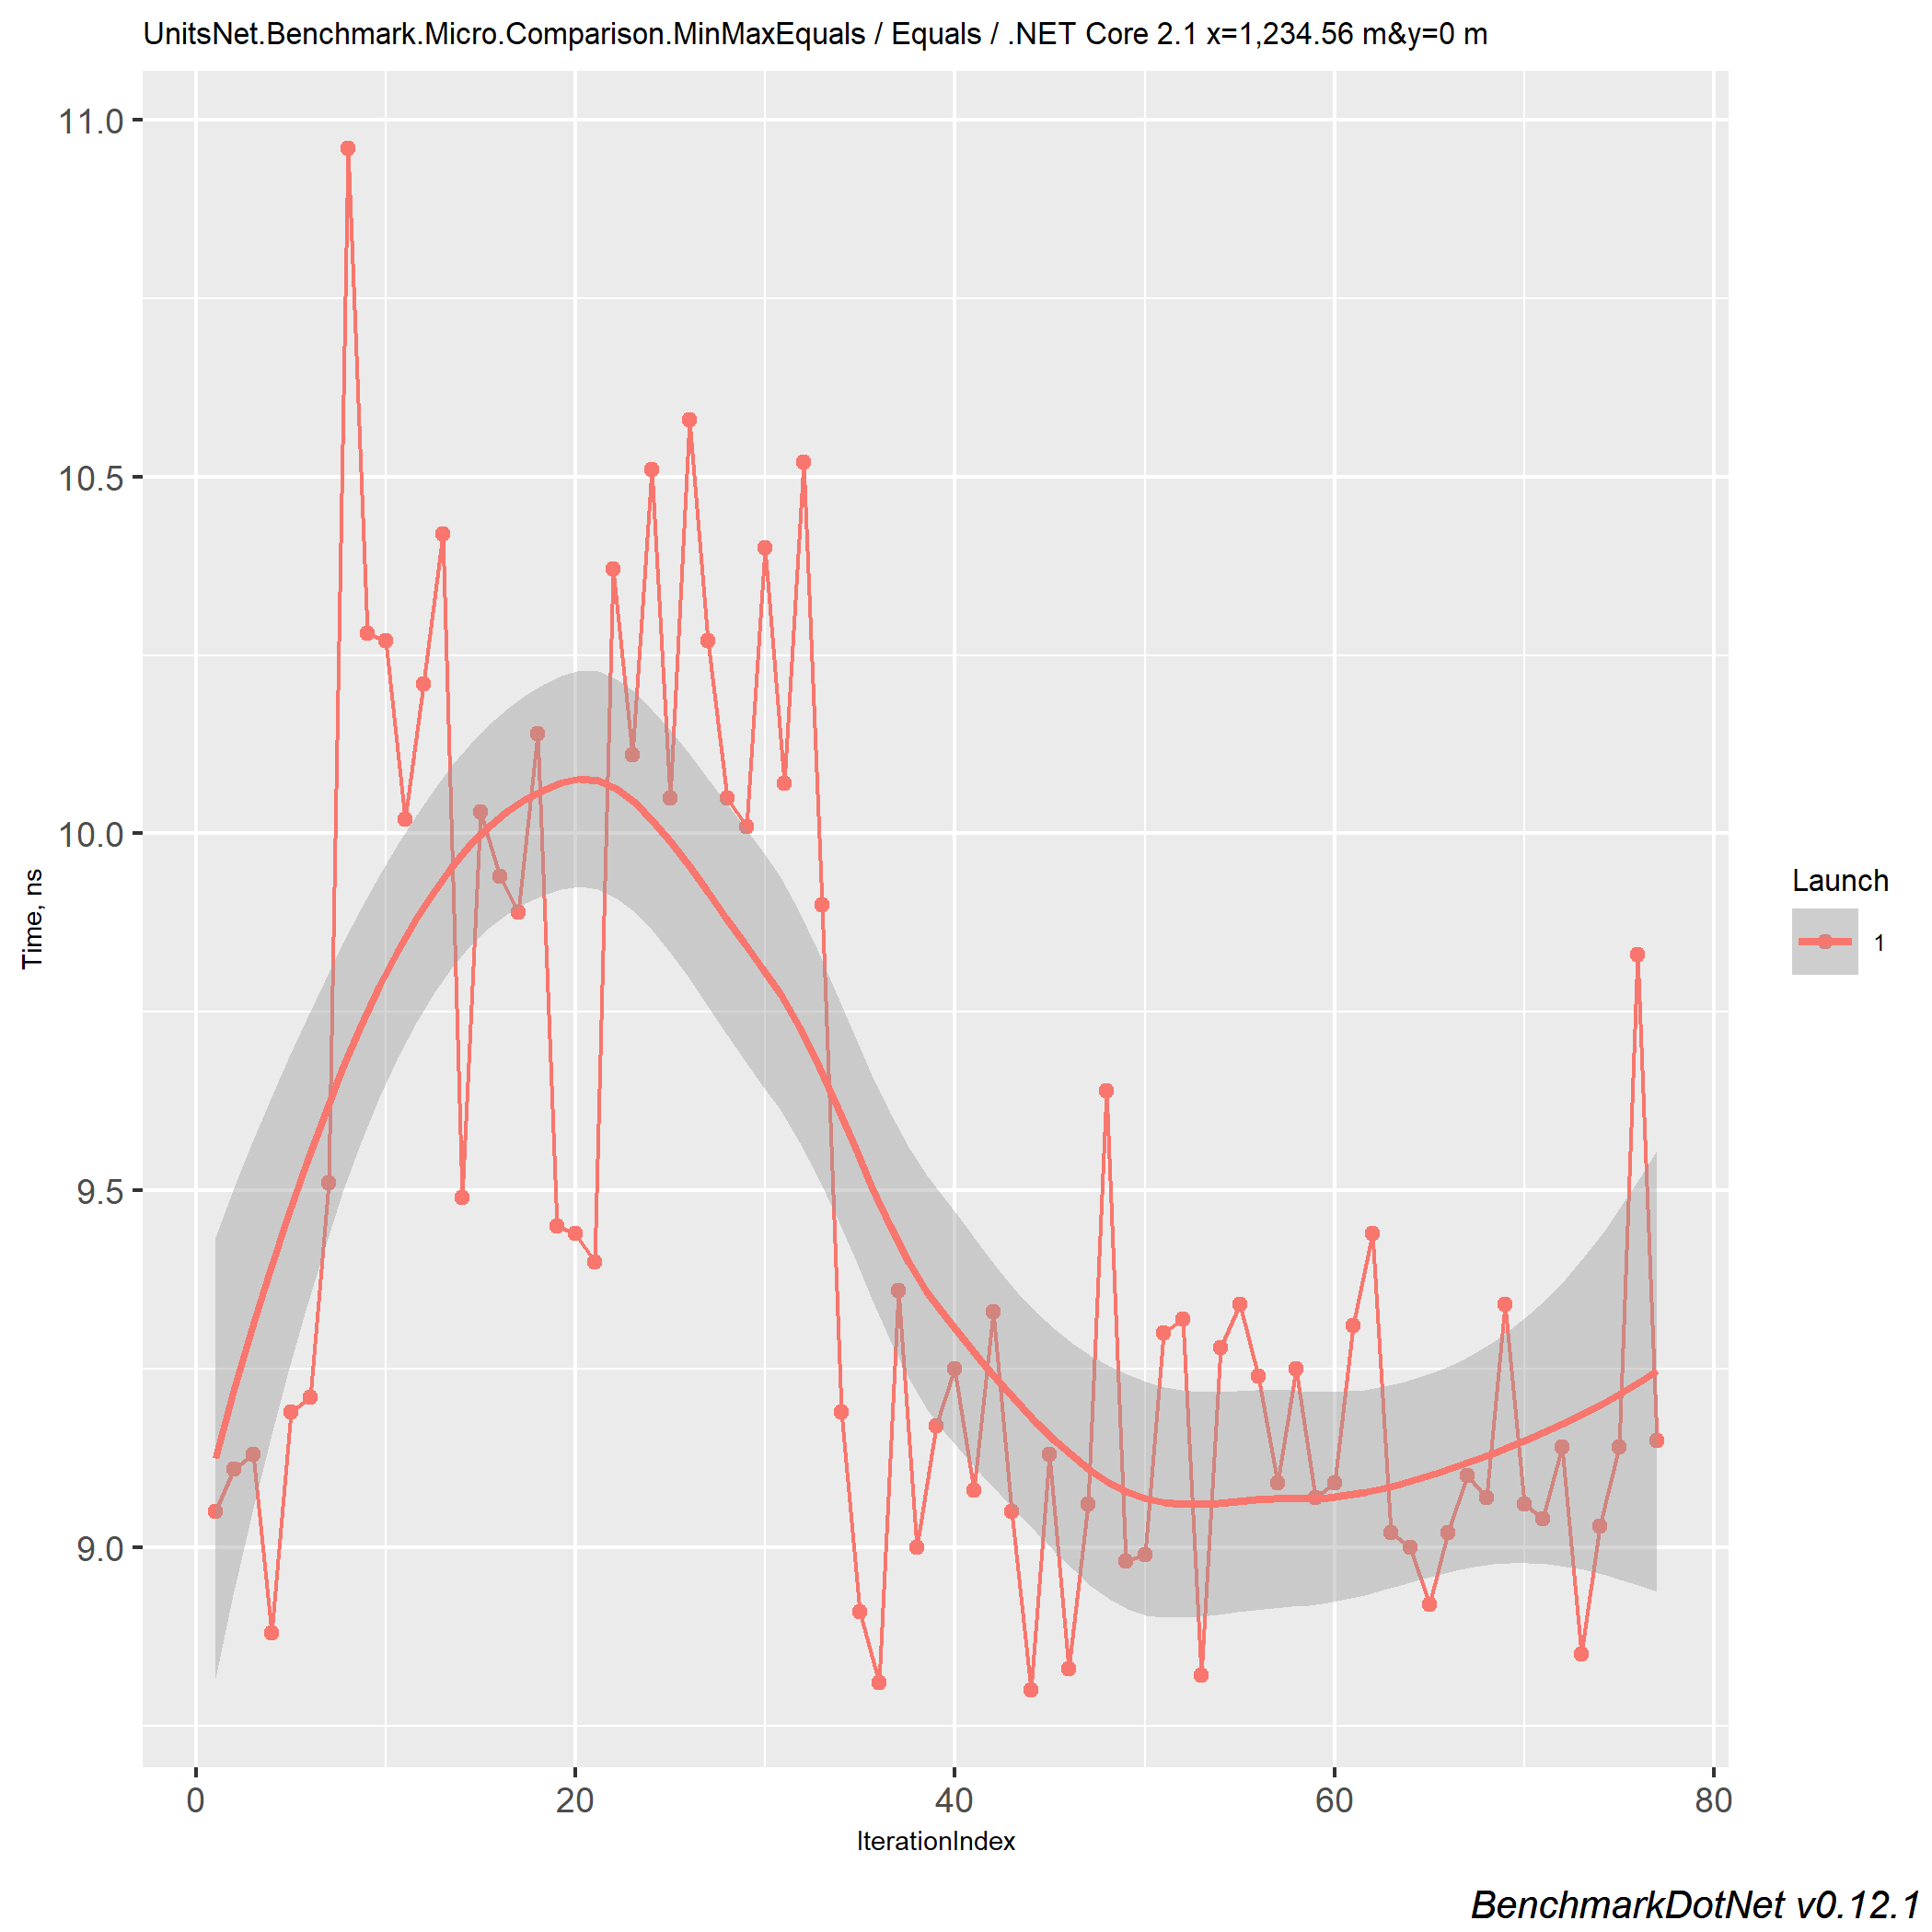 UnitsNet.Benchmark.Micro.Comparison.MinMaxEquals / Equals / .NET Core 2.1 x=1,234.56 m&y=0 m
11.0
10.5
10.0
9.5
9.0
Time, ns
0 20 40 60 80
IterationIndex
Launch
1
BenchmarkDotNet v0.12.1